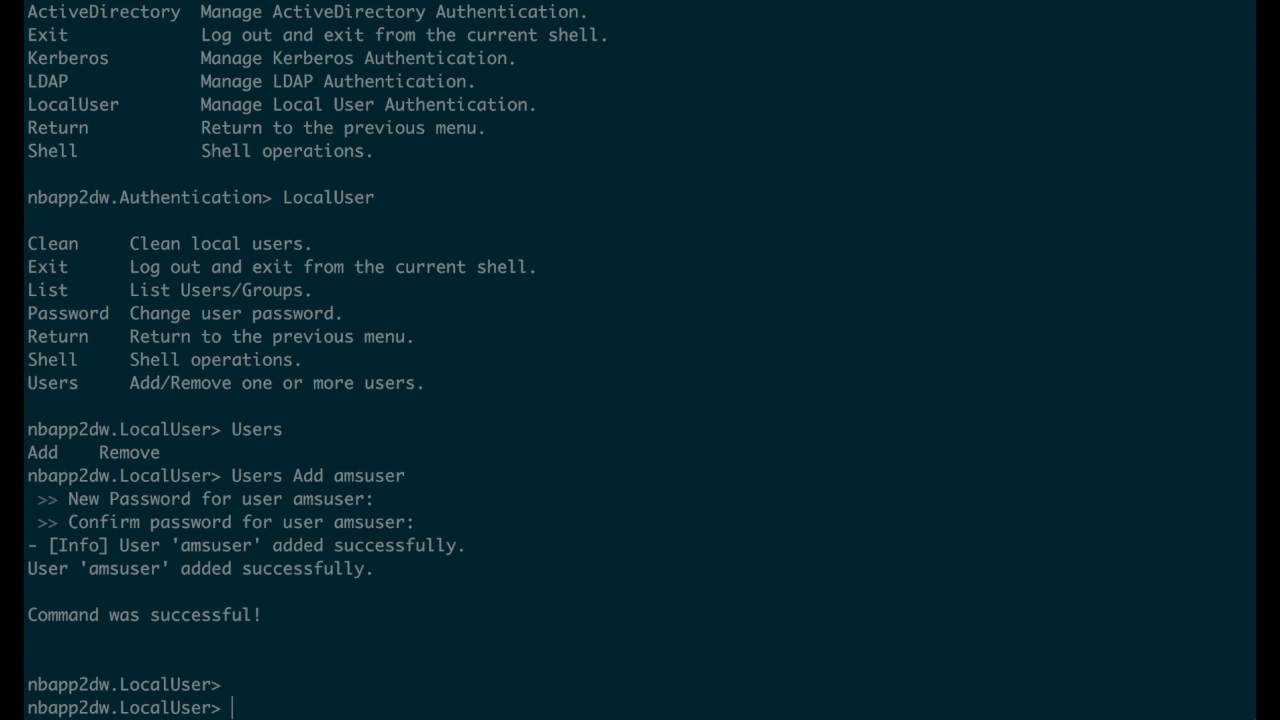 ActiveDirectory  Manage ActiveDirectory Authentication.
Exit             Log out and exit from the current shell.
Kerberos         Manage Kerberos Authentication.
LDAP             Manage LDAP Authentication.
LocalUser        Manage Local User Authentication.
Return           Return to the previous menu.
Shell            Shell operations.
nbapp2dw.Authentication> LocalUser
Clean     Clean local users.
Exit      Log out and exit from the current shell.
List      List Users/Groups.
Password  Change user password.
Return    Return to the previous menu.
Shell     Shell operations.
Users     Add/Remove one or more users.
nbapp2dw.LocalUser> Users
Add    Remove
nbapp2dw.LocalUser> Users Add amsuser
 >> New Password for user amsuser:
 >> Confirm password for user amsuser:
- [Info] User 'amsuser' added successfully.
User 'amsuser' added successfully.
Command was successful!
nbapp2dw.LocalUser>
nbapp2dw.LocalUser>